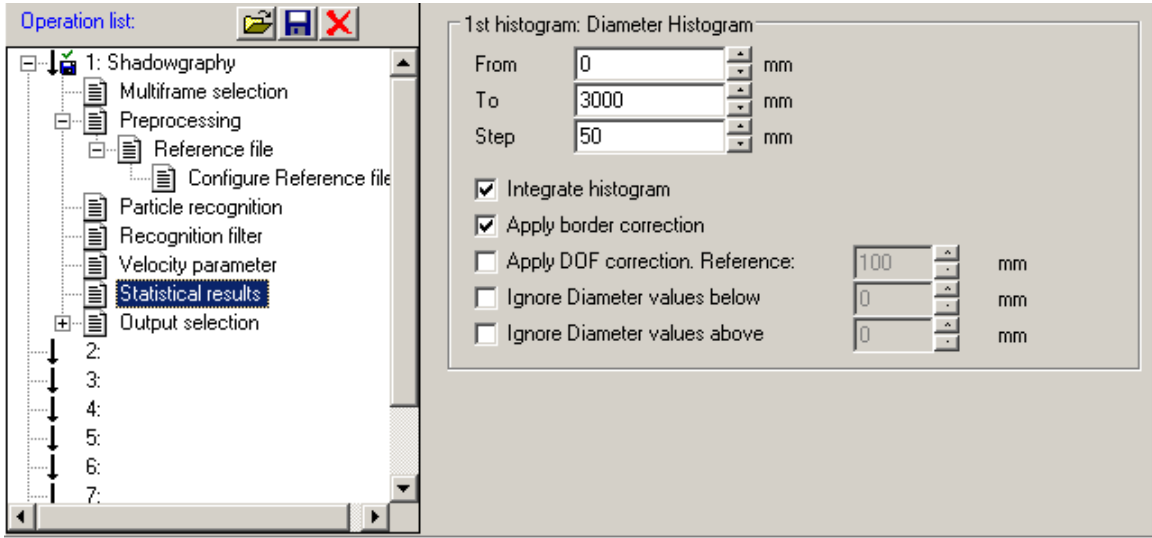 Operation list:
1: Shadowgraphy
Multiframe selection
Preprocessing
Reference file
Configure Reference file
Particle recognition
Recognition filter
Velocity parameter
Statistical results
Output selection
2:
3:
4:
5:
6:
7:
1st histogram: Diameter Histogram
From 0 mm
To 3000 mm
Step 50 mm
Integrate histogram
Apply border correction
Apply DOF correction. Reference: 100 mm
Ignore Diameter values below 0 mm
Ignore Diameter values above 0 mm